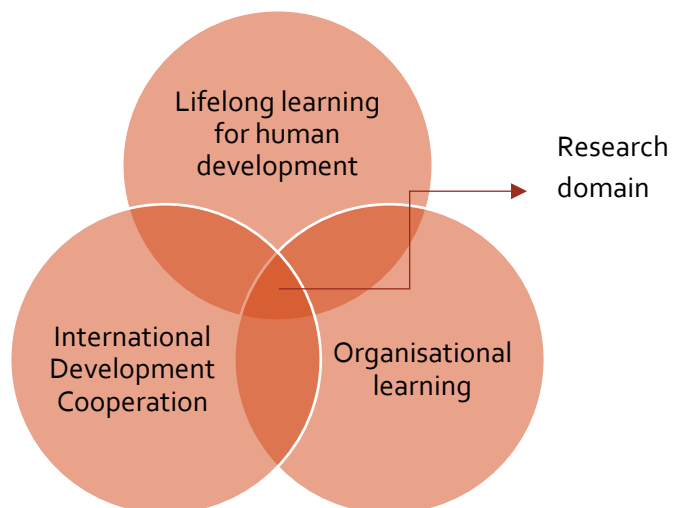 Lifelong learning
for human
development
Research
domain
International
Development
Cooperation
Organisational
learning